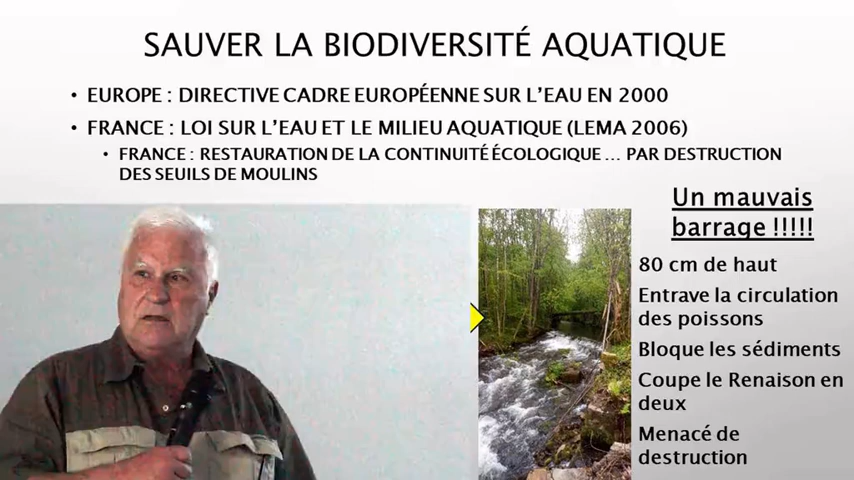 SAUVER LA BIODIVERSITÉ AQUATIQUE
• EUROPE : DIRECTIVE CADRE EUROPÉENNE SUR L'EAU EN 2000
• FRANCE : LOI SUR L'EAU ET LE MILIEU AQUATIQUE (LEMA 2006)
• FRANCE : RESTAURATION DE LA CONTINUITÉ ÉCOLOGIQUE … PAR DESTRUCTION
DES SEUILS DE MOULINS
Un mauvais
barrage !!!!!
80 cm de haut
Entrave la circulation
des poissons
Bloque les sédiments
Coupe le Renaison en
deux
Menacé de
destruction